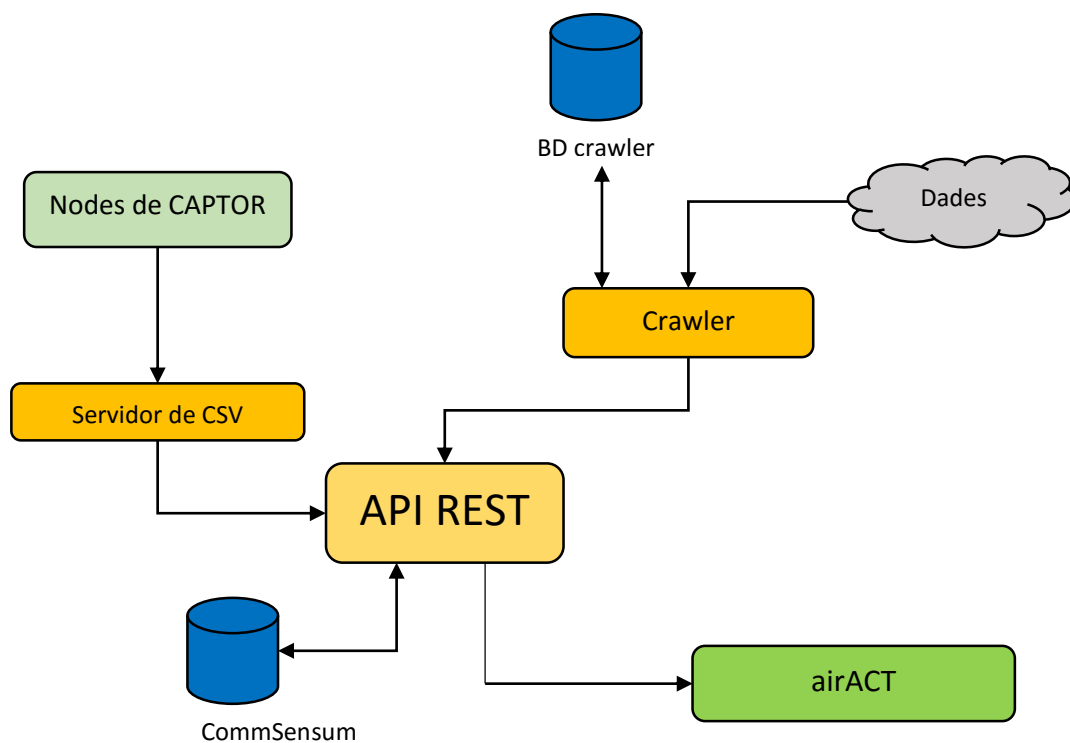 BD crawler
Nodes de CAPTOR
Dades
Crawler
Servidor de CSV
API REST
airACT
CommSensum